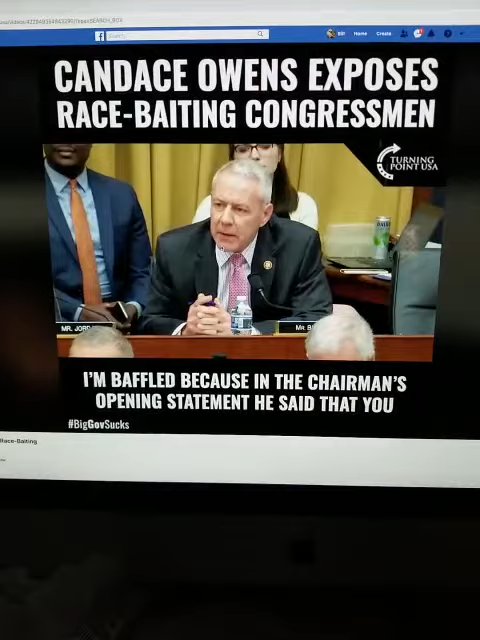 Bill
Home
Create
CANDACE OWENS EXPOSES
RACE-BAITING CONGRESSMEN
TURNING
POINT USA
MR. JORD
MR. B
I'M BAFFLED BECAUSE IN THE CHAIRMAN'S
OPENING STATEMENT HE SAID THAT YOU
#BigGovSucks
Race-Baiting